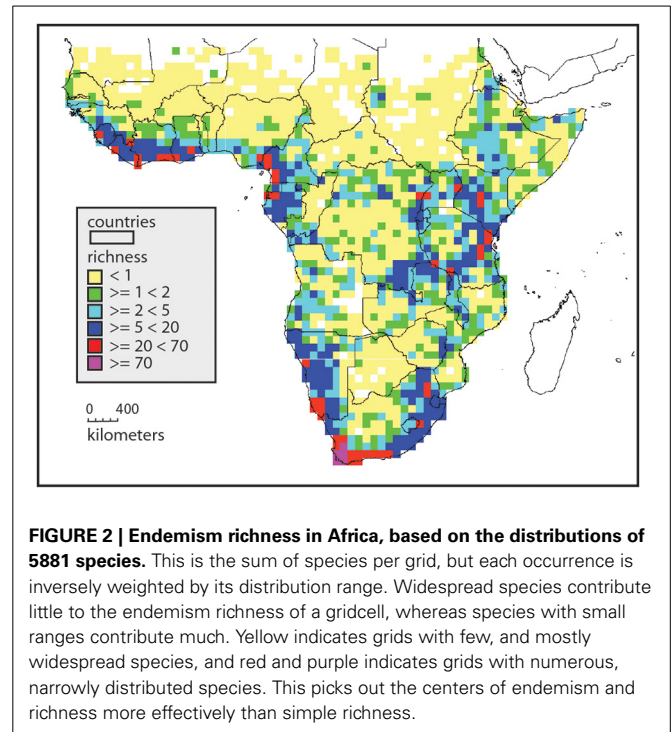 countries
richness
< 1
>= 1 < 2
>= 2 < 5
>= 5 < 20
>= 20 < 70
>= 70
0 400
kilometers
FIGURE 2 | Endemism richness in Africa, based on the distributions of
5881 species. This is the sum of species per grid, but each occurrence is
inversely weighted by its distribution range. Widespread species contribute
little to the endemism richness of a gridcell, whereas species with small
ranges contribute much. Yellow indicates grids with few, and mostly
widespread species, and red and purple indicates grids with numerous,
narrowly distributed species. This picks out the centers of endemism and
richness more effectively than simple richness.